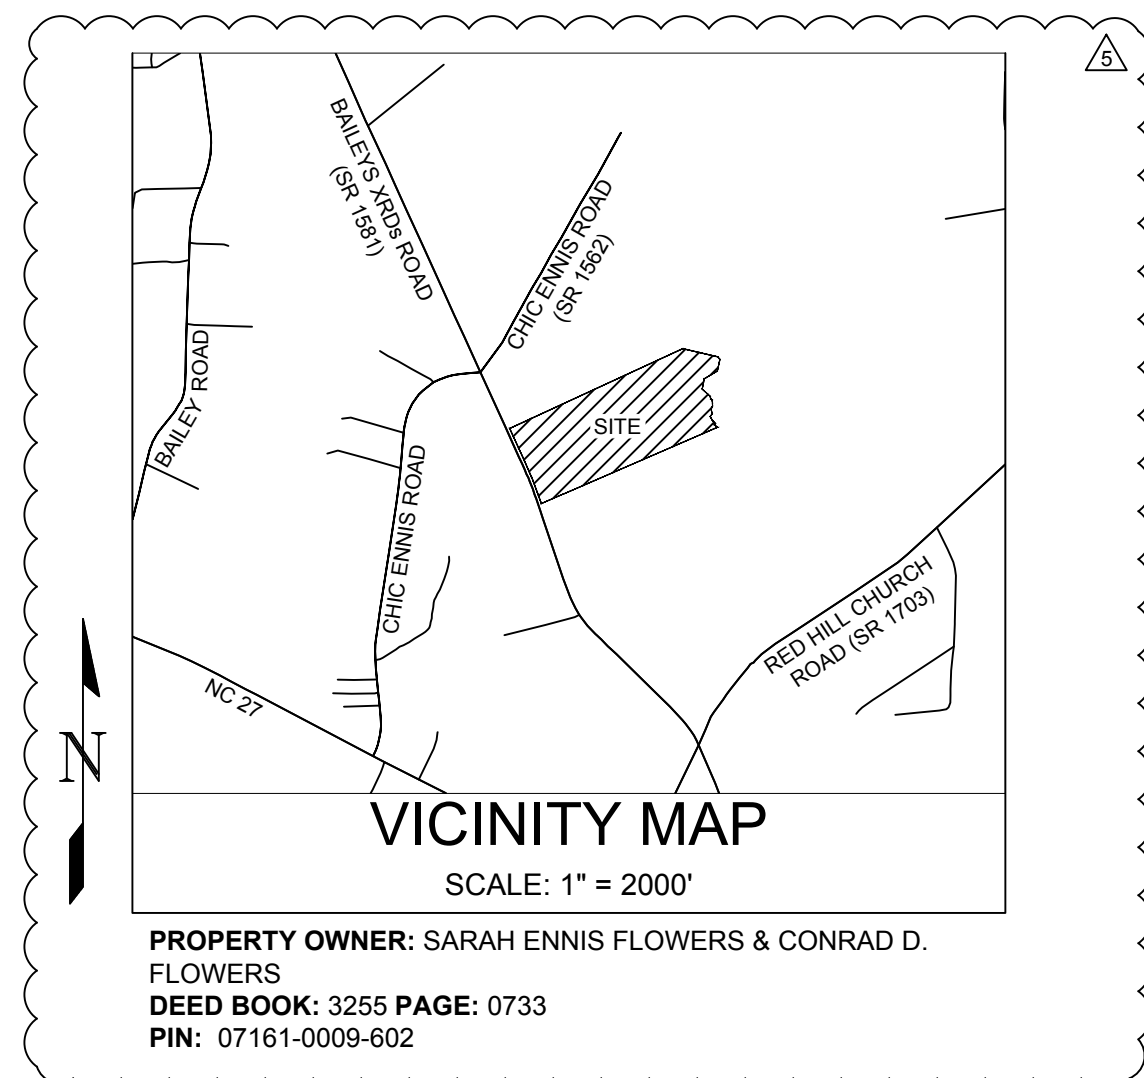 5
BAILEYS XRDs ROAD
(SR 1581)
CHIC ENNIS ROAD
(SR 1562)
BAILEY ROAD
SITE
CHIC ENNIS ROAD
RED HILL CHURCH
ROAD (SR 1703)
NC 27
N
VICINITY MAP
SCALE: 1" = 2000'
PROPERTY OWNER: SARAH ENNIS FLOWERS & CONRAD D.
FLOWERS
DEED BOOK: 3255 PAGE: 0733
PIN: 07161-0009-602